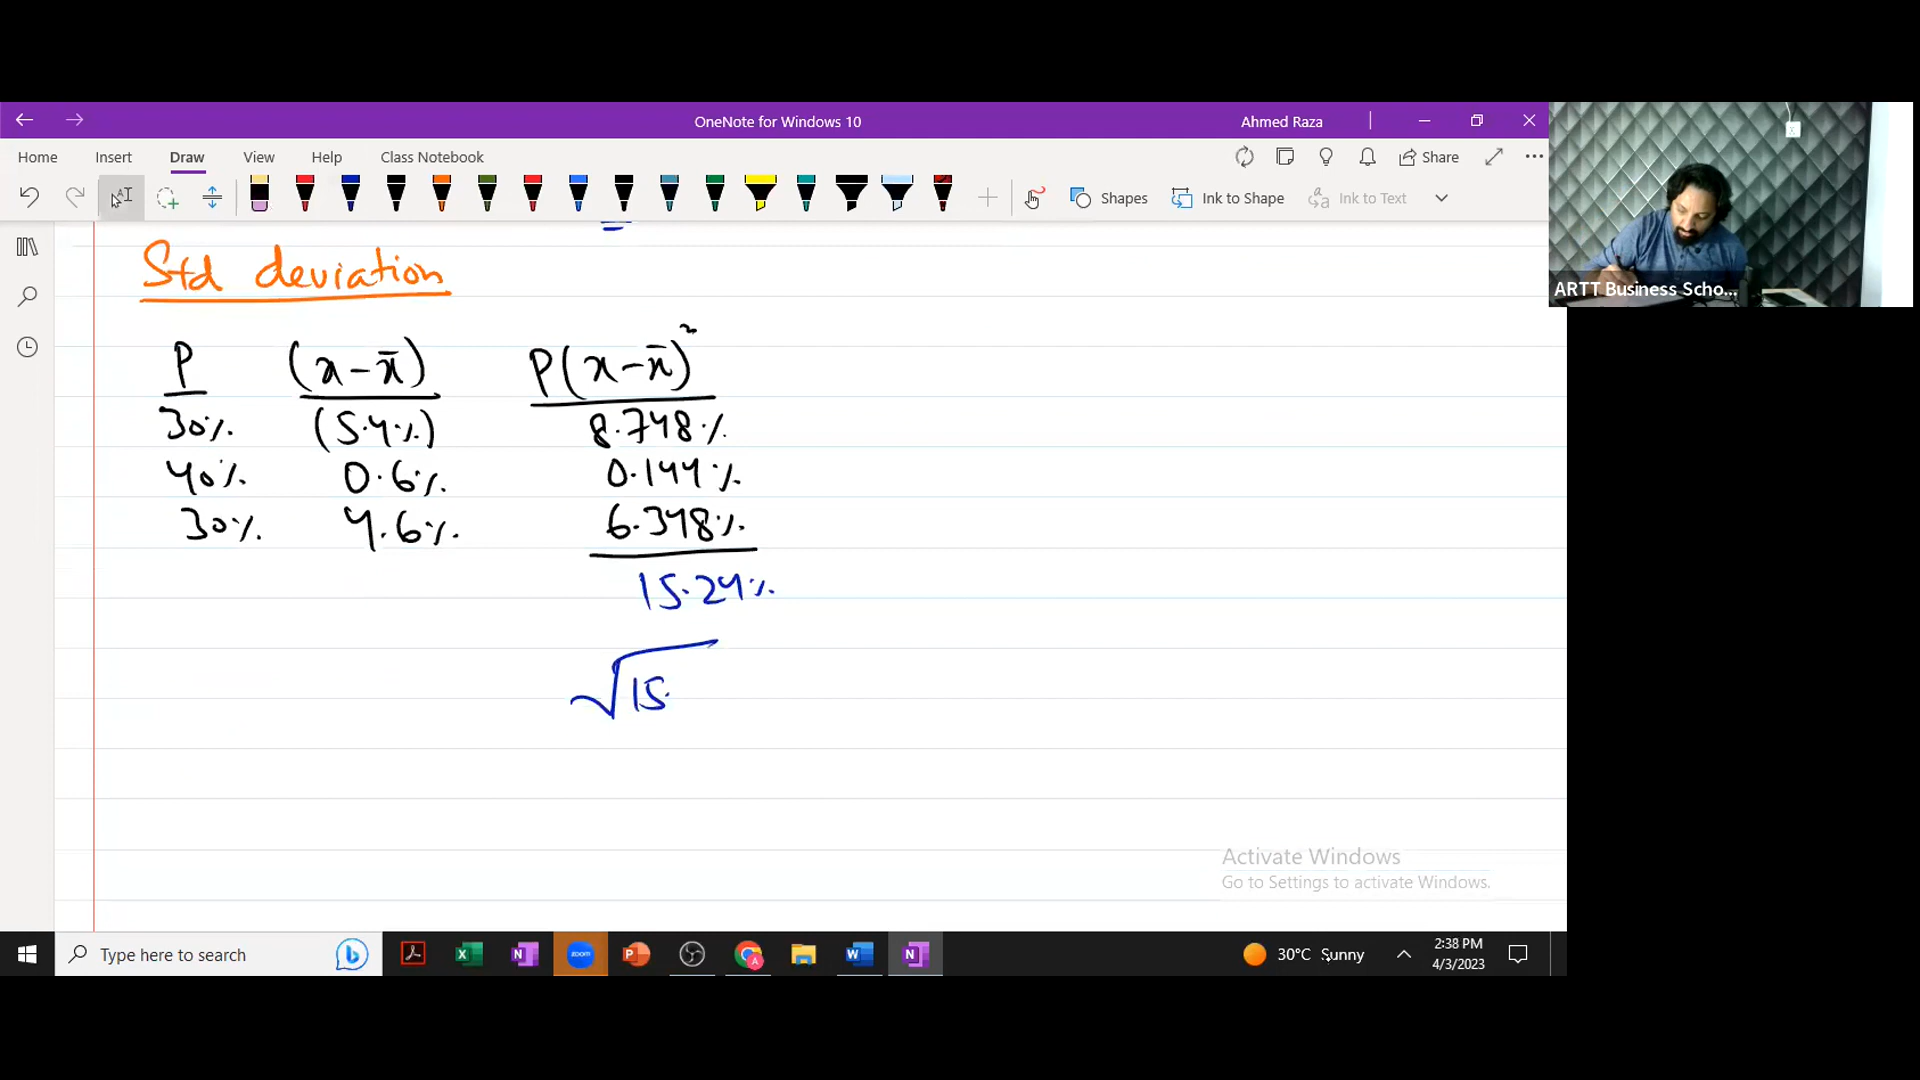 OneNote for Windows 10
Ahmed Raza
Home Insert Draw View Help Class Notebook
Share
Shapes Ink to Shape Ink to Text
ARTT Business Scho...
Std deviation
P (x-x̄) P(x-x̄)²
30% (5.4%) 8.748%
40% 0.6% 0.144%
30% 4.6% 6.348%
15.24%
√15.
Activate Windows
Go to Settings to activate Windows.
Type here to search
zoom
30°C Sunny
2:38 PM
4/3/2023